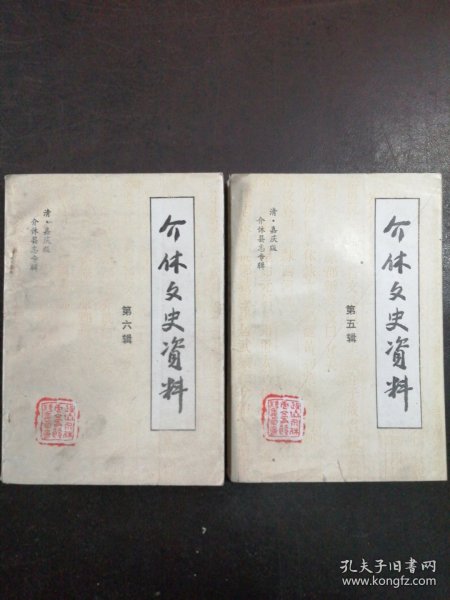 介休文史资料
第六辑
清·嘉庆版
介休县志专辑
介休文史资料
第五辑
清·嘉庆版
介休县志专辑
孔夫子旧书网
www.kongfz.com